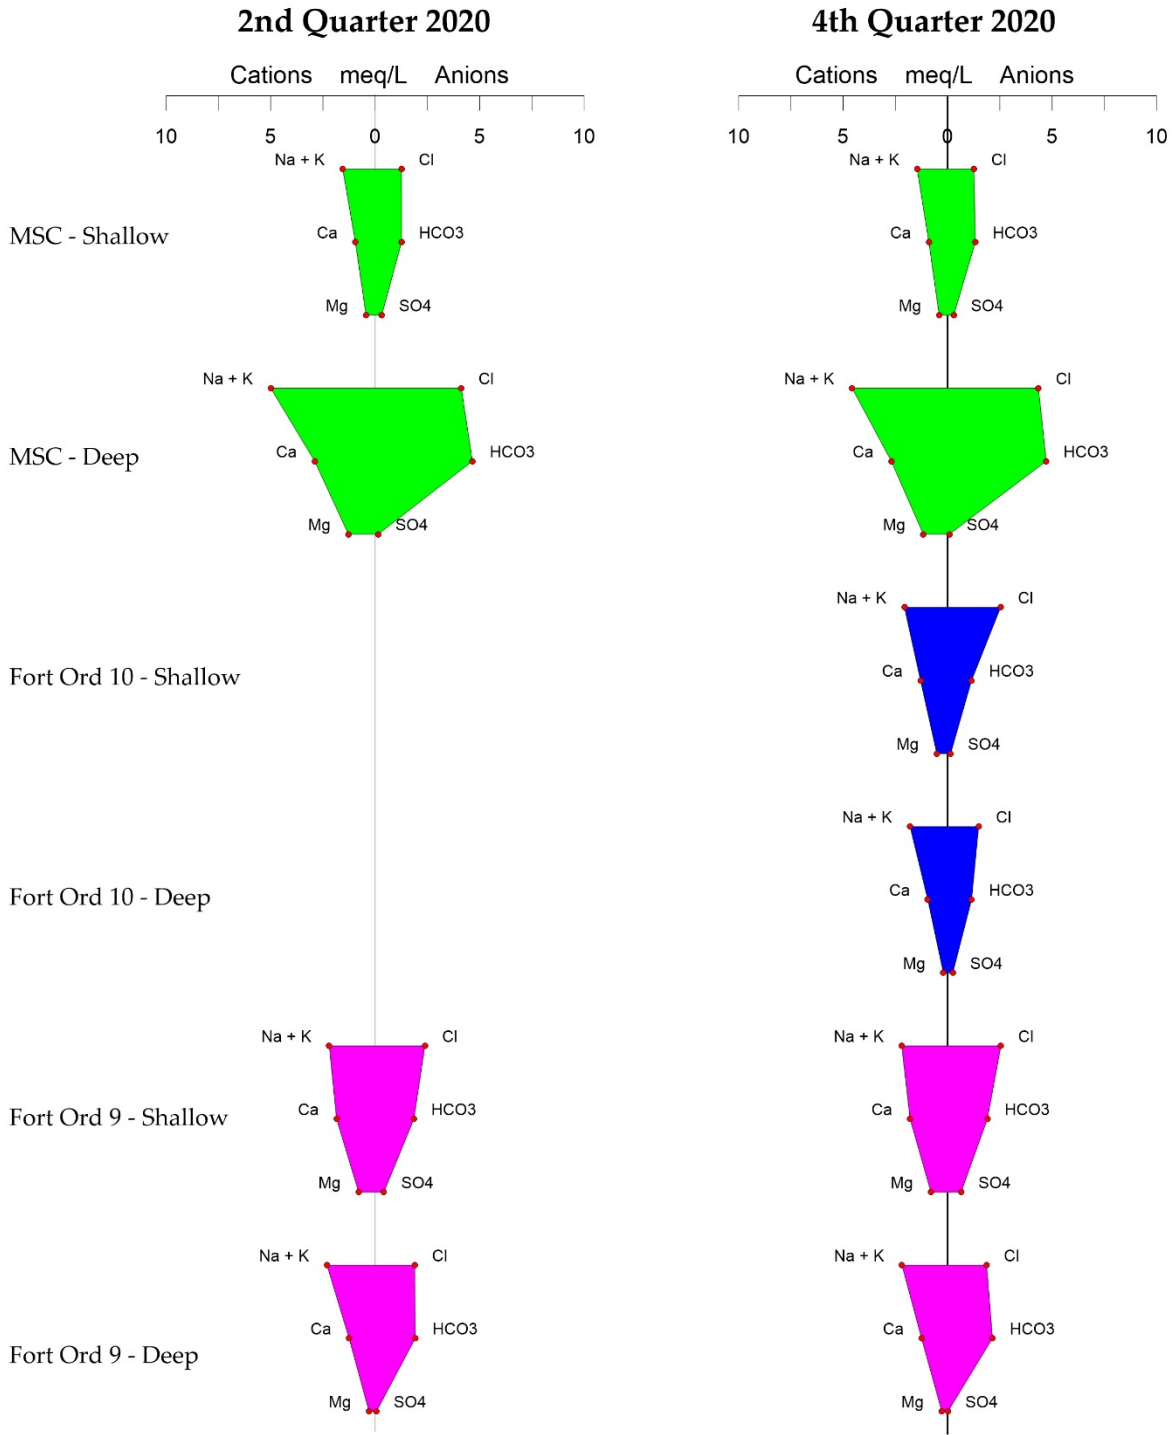 2nd Quarter 2020
4th Quarter 2020
Cations meq/L Anions
Cations meq/L Anions
10 5 0 5 10
10 5 0 5 10
Na + K Cl
Na + K Cl
MSC - Shallow
Ca HCO3
Ca HCO3
Mg SO4
Mg SO4
Na + K Cl
Na + K Cl
MSC - Deep
Ca HCO3
Ca HCO3
Mg SO4
Mg SO4
Na + K Cl
Fort Ord 10 - Shallow
Ca HCO3
Mg SO4
Na + K Cl
Fort Ord 10 - Deep
Ca HCO3
Mg SO4
Na + K Cl
Na + K Cl
Fort Ord 9 - Shallow
Ca HCO3
Ca HCO3
Mg SO4
Mg SO4
Na + K Cl
Na + K Cl
Fort Ord 9 - Deep
Ca HCO3
Ca HCO3
Mg SO4
Mg SO4